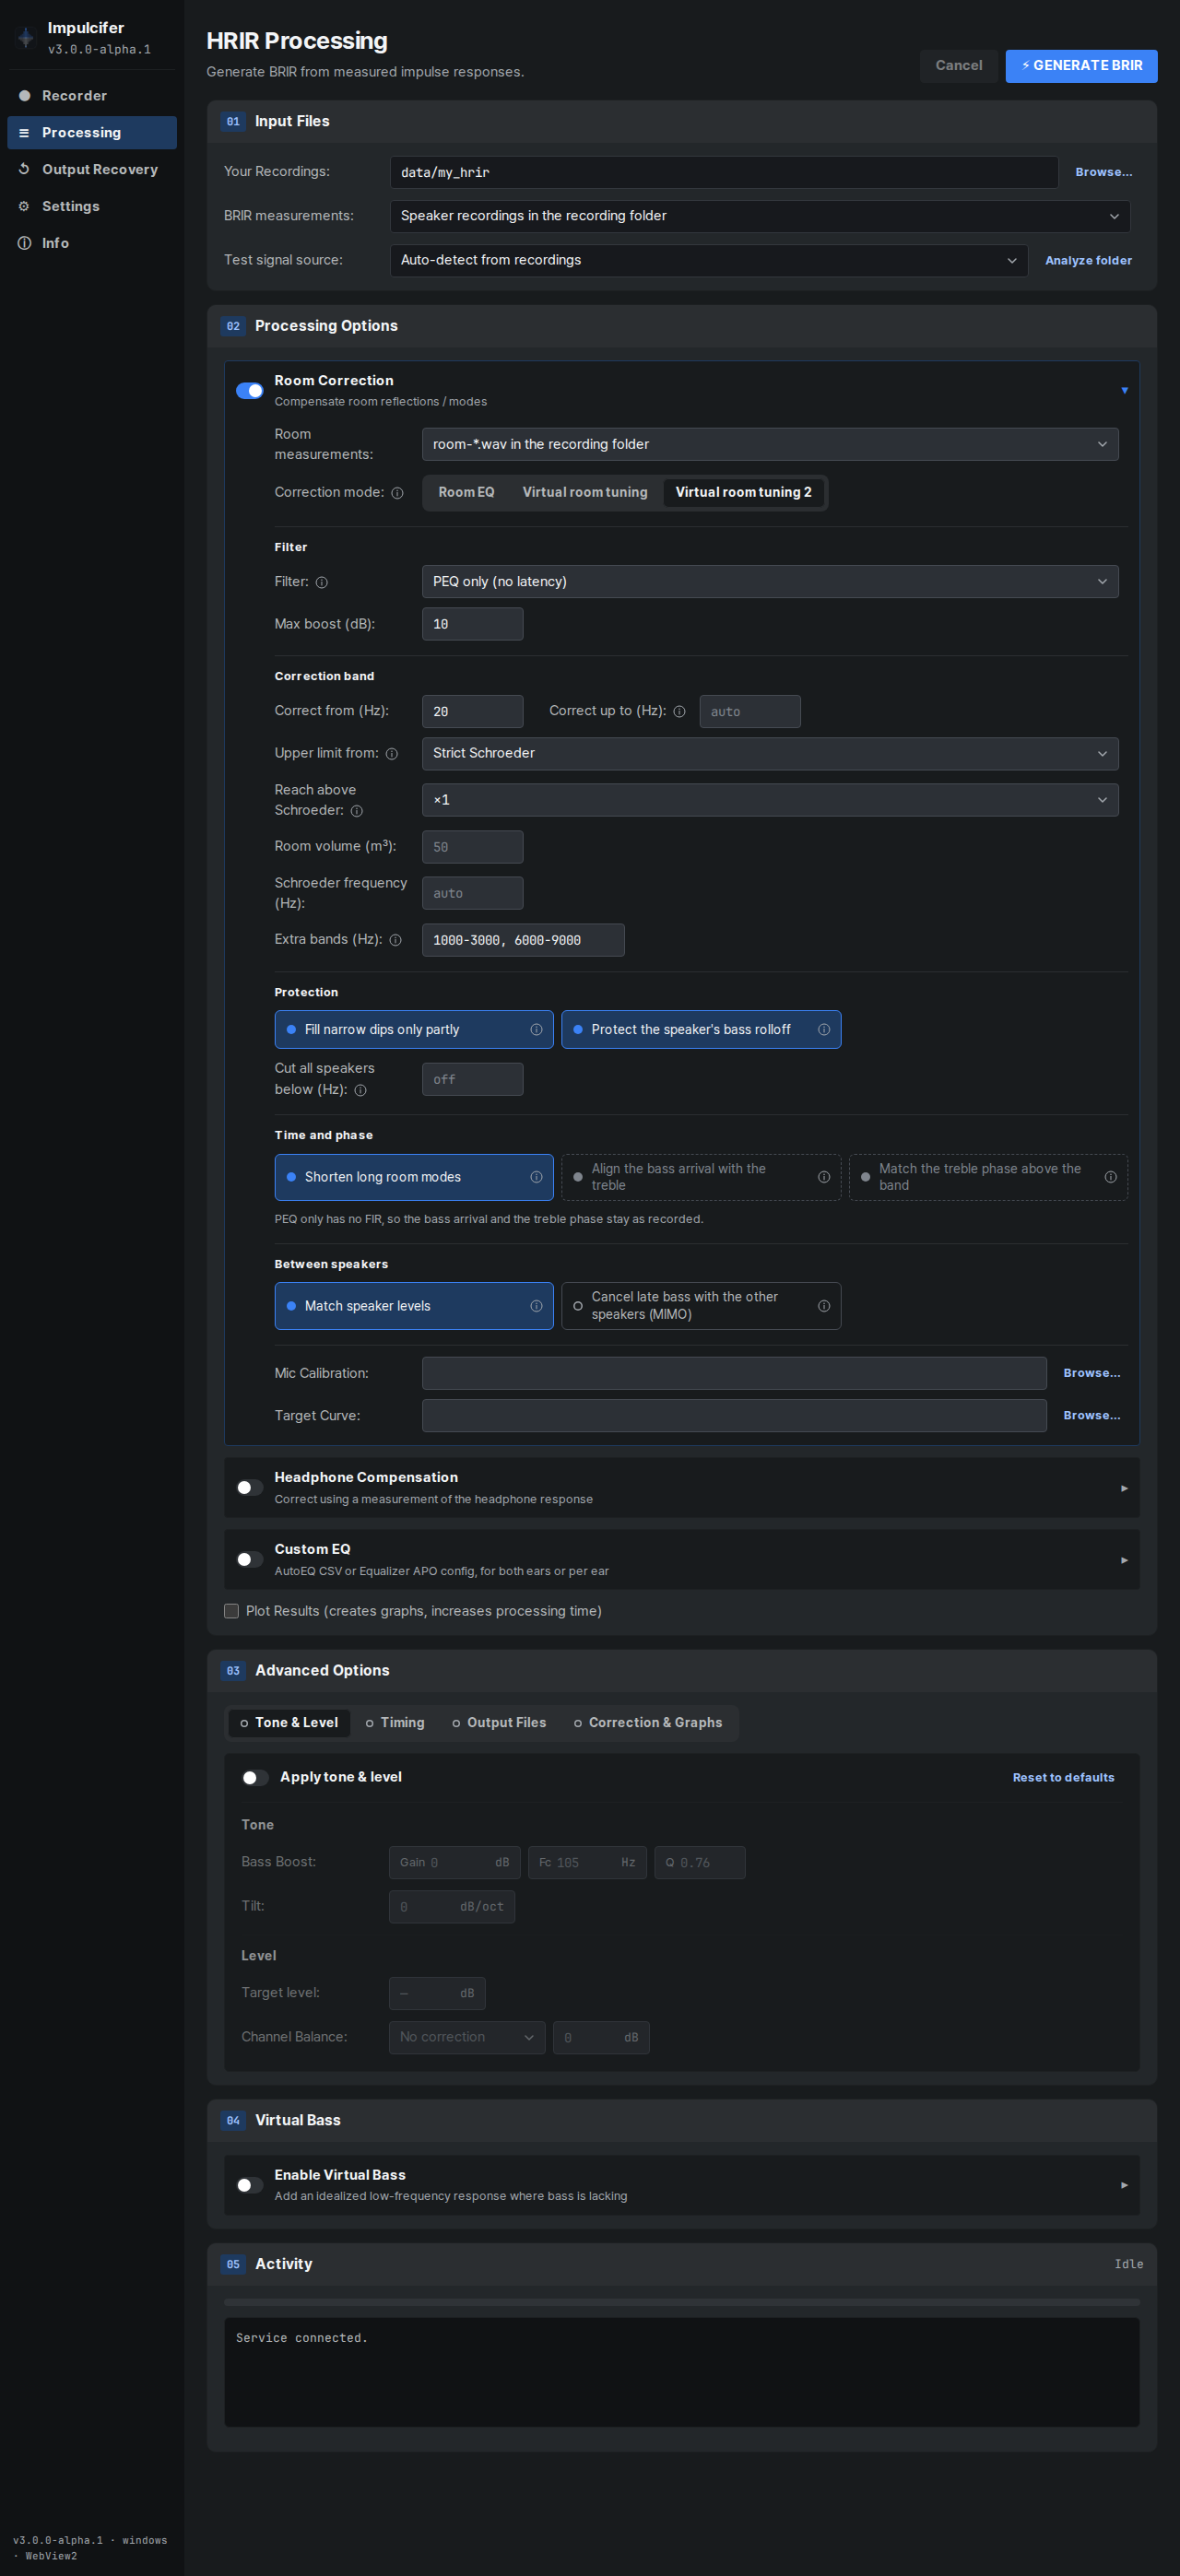 Impulcifer
v3.0.0-alpha.1
Recorder
Processing
Output Recovery
Settings
Info
v3.0.0-alpha.1 · windows
· WebView2
HRIR Processing
Generate BRIR from measured impulse responses.
Cancel
⚡ GENERATE BRIR
01 Input Files
Your Recordings: data/my_hrir Browse...
BRIR measurements: Speaker recordings in the recording folder
Test signal source: Auto-detect from recordings Analyze folder
02 Processing Options
Room Correction
Compensate room reflections / modes
Room
measurements:
room-*.wav in the recording folder
Correction mode: Room EQ Virtual room tuning Virtual room tuning 2
Filter
Filter: PEQ only (no latency)
Max boost (dB): 10
Correction band
Correct from (Hz): 20 Correct up to (Hz): auto
Upper limit from: Strict Schroeder
Reach above
Schroeder:
×1
Room volume (m³): 50
Schroeder frequency
(Hz):
auto
Extra bands (Hz): 1000-3000, 6000-9000
Protection
Fill narrow dips only partly
Protect the speaker's bass rolloff
Cut all speakers
below (Hz):
off
Time and phase
Shorten long room modes
Align the bass arrival with the
treble
Match the treble phase above the
band
PEQ only has no FIR, so the bass arrival and the treble phase stay as recorded.
Between speakers
Match speaker levels
Cancel late bass with the other
speakers (MIMO)
Mic Calibration: Browse...
Target Curve: Browse...
Headphone Compensation
Correct using a measurement of the headphone response
Custom EQ
AutoEQ CSV or Equalizer APO config, for both ears or per ear
Plot Results (creates graphs, increases processing time)
03 Advanced Options
Tone & Level Timing Output Files Correction & Graphs
Apply tone & level Reset to defaults
Tone
Bass Boost: Gain 0 dB Fc 105 Hz Q 0.76
Tilt: 0 dB/oct
Level
Target level: — dB
Channel Balance: No correction 0 dB
04 Virtual Bass
Enable Virtual Bass
Add an idealized low-frequency response where bass is lacking
05 Activity Idle
Service connected.